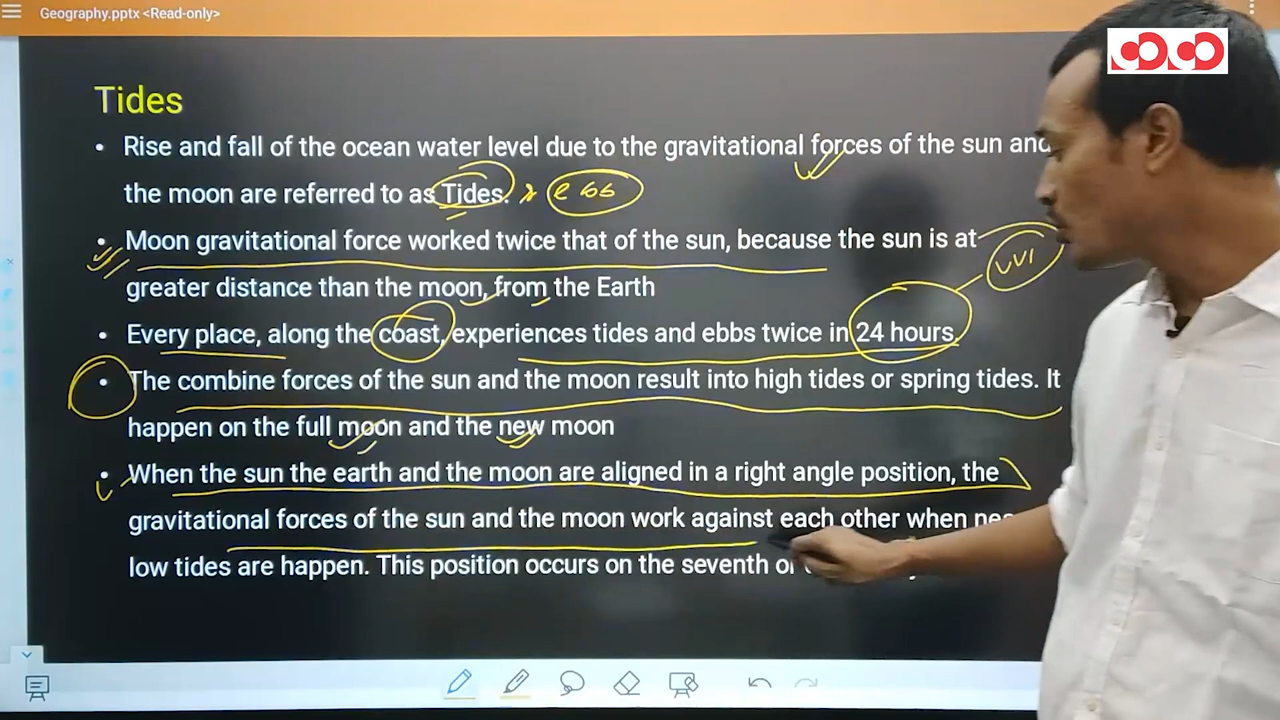 Geography.pptx <Read-only>
Tides
• Rise and fall of the ocean water level due to the gravitational forces of the sun and
the moon are referred to as Tides. & ebb
• Moon gravitational force worked twice that of the sun, because the sun is at
VVI
greater distance than the moon, from the Earth
• Every place, along the coast, experiences tides and ebbs twice in 24 hours.
• The combine forces of the sun and the moon result into high tides or spring tides. It
happen on the full moon and the new moon
• When the sun the earth and the moon are aligned in a right angle position, the
gravitational forces of the sun and the moon work against each other when
low tides are happen. This position occurs on the seventh